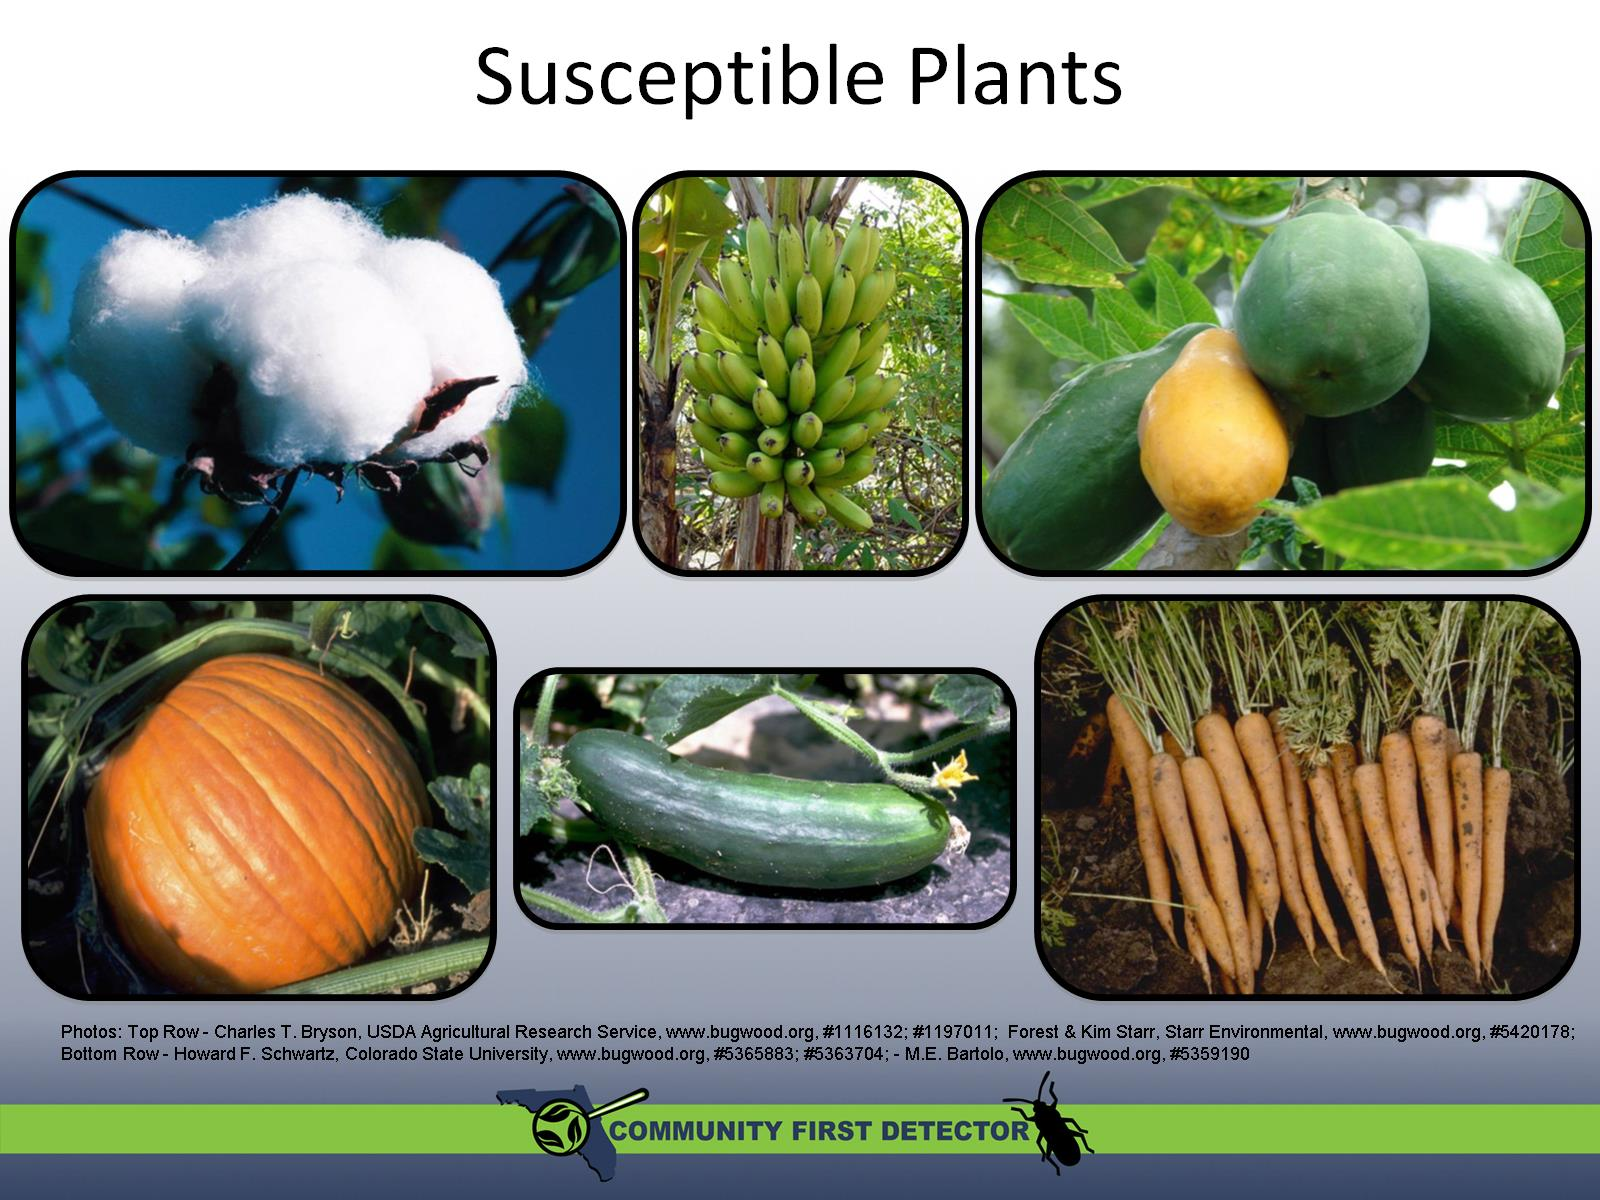 Susceptible Plants
Photos: Top Row - Charles T. Bryson, USDA Agricultural Research Service, www.bugwood.org, #1116132; #1197011;  Forest & Kim Starr, Starr Environmental, www.bugwood.org, #5420178;
Bottom Row - Howard F. Schwartz, Colorado State University, www.bugwood.org, #5365883; #5363704; - M.E. Bartolo, www.bugwood.org, #5359190
COMMUNITY FIRST DETECTOR